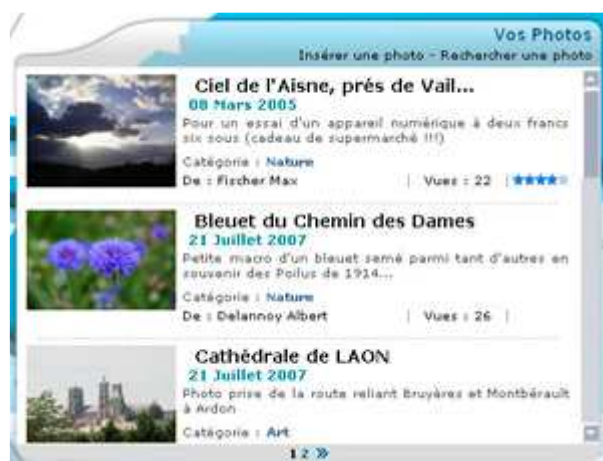 Vos Photos
Insérer une photo - Rechercher une photo
Ciel de l'Aisne, prés de Vail...
08 Mars 2005
Pour un essai d'un appareil numérique à deux francs
six sous (cadeau de supermarché !!!)
Catégorie : Nature
De : Fischer Max | Vues : 22 |
Bleuet du Chemin des Dames
21 Juillet 2007
Petite macro d'un bleuet semé parmi tant d'autres en
souvenir des Poilus de 1914...
Catégorie : Nature
De : Delannoy Albert | Vues : 26 |
Cathédrale de LAON
21 Juillet 2007
Photo prise de la route reliant Bruyères et Montbérault
à Ardon
Catégorie : Art
1 2 »